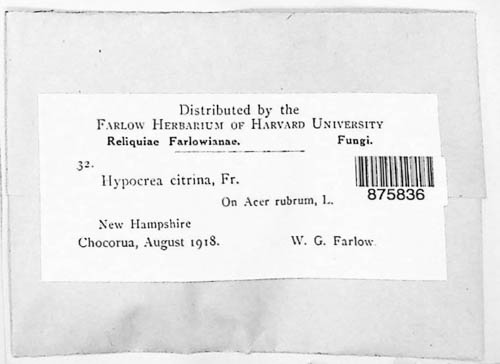 Distributed by the
Farlow Herbarium of Harvard University
Reliquiae Farlowianae. Fungi.
32.
Hypocrea citrina, Fr.
875836
On Acer rubrum, L.
New Hampshire
Chocorua, August 1918. W. G. Farlow.